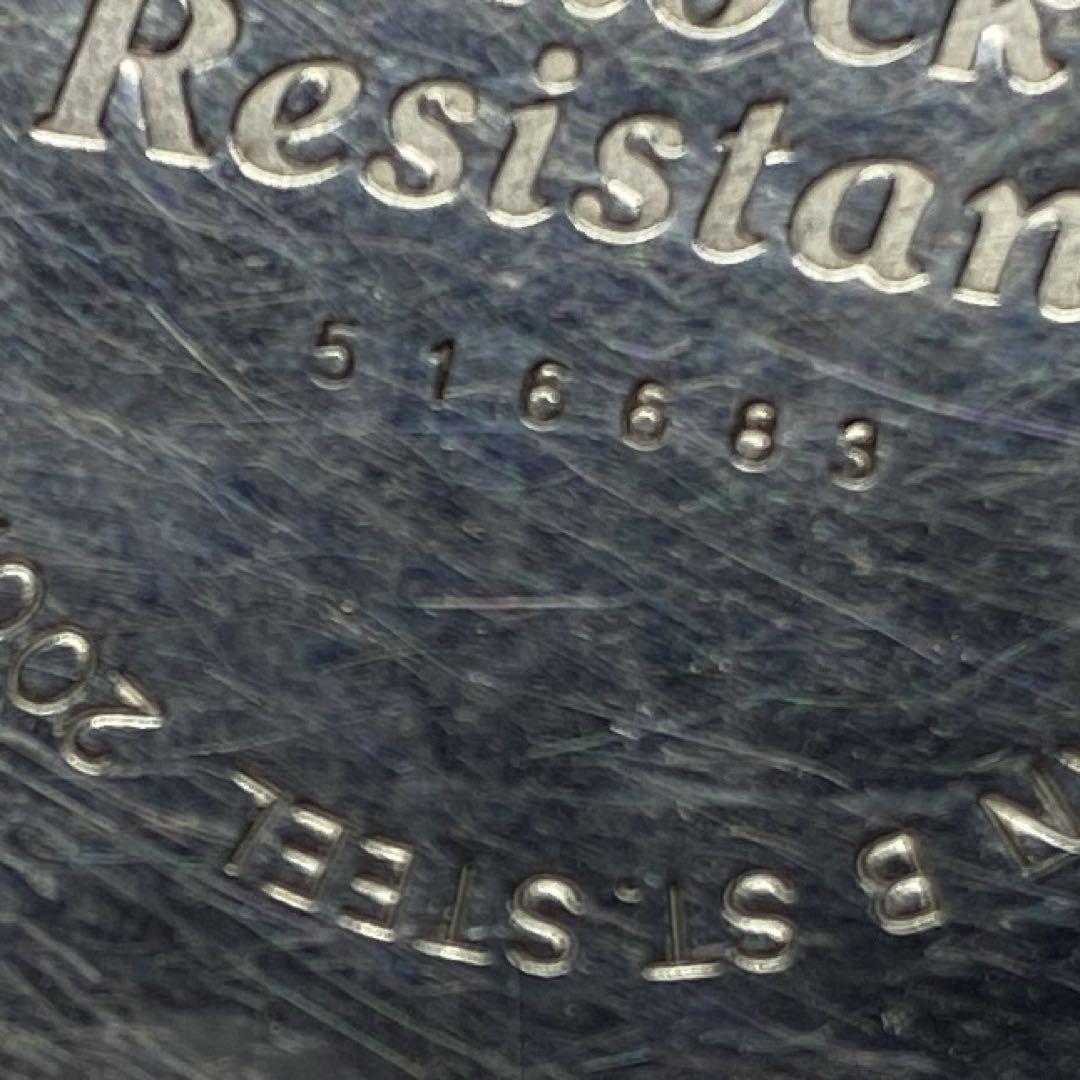 Resistan
516683
N B ST.STEEL 200